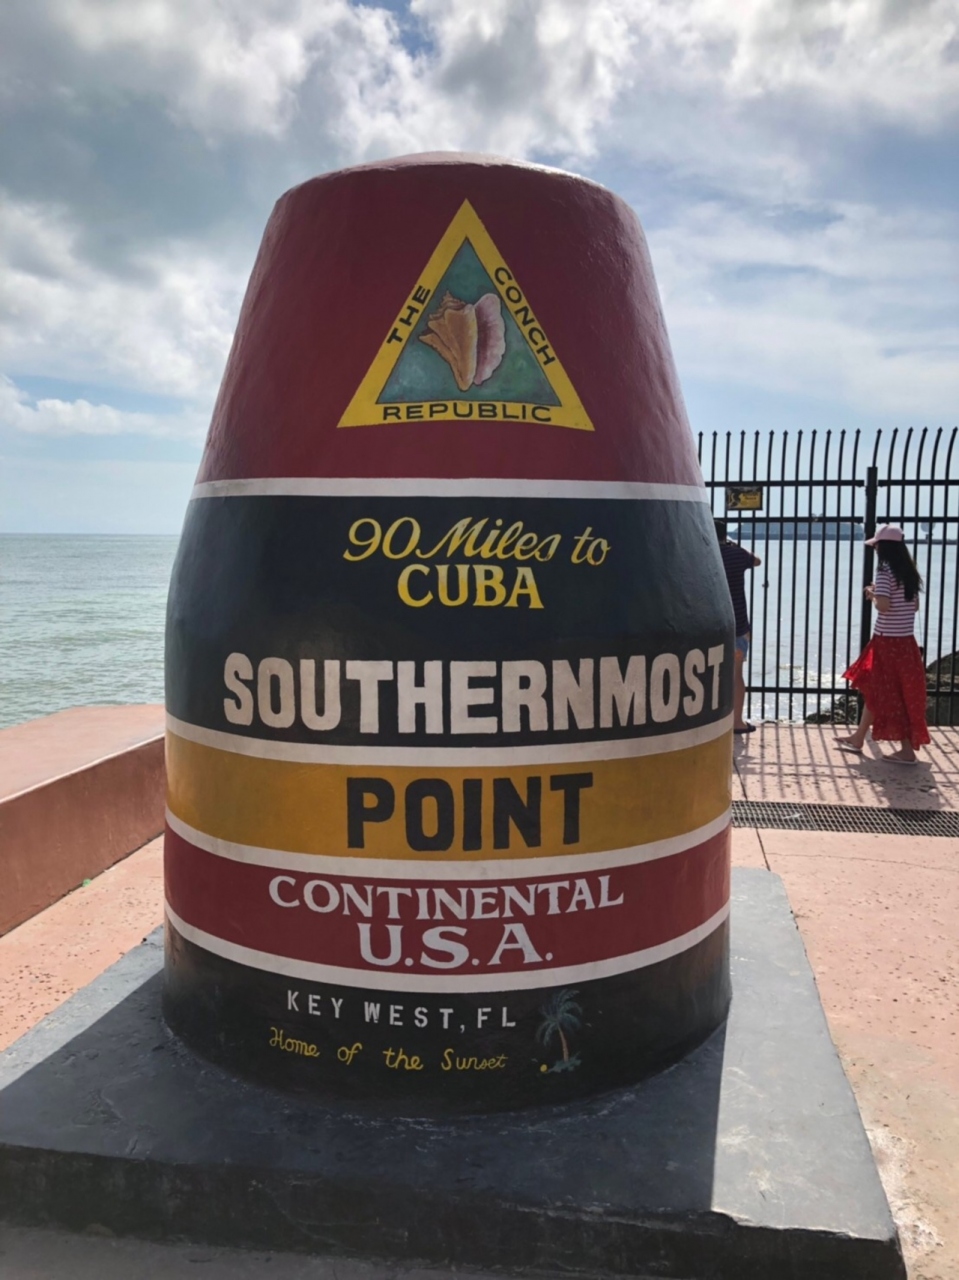 THE CONCH
REPUBLIC
90 Miles to
CUBA
SOUTHERNMOST
POINT
CONTINENTAL
U.S.A.
KEY WEST, FL
Home of the Sunset